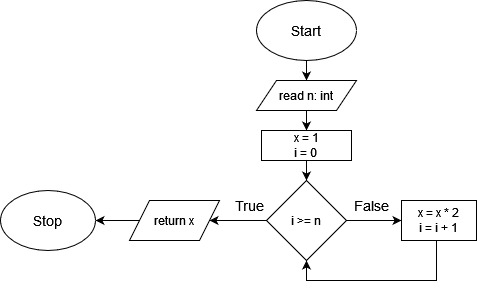 Start
read n: int
x = 1
i = 0
True
False
Stop
return x
i >= n
x = x * 2
i = i + 1